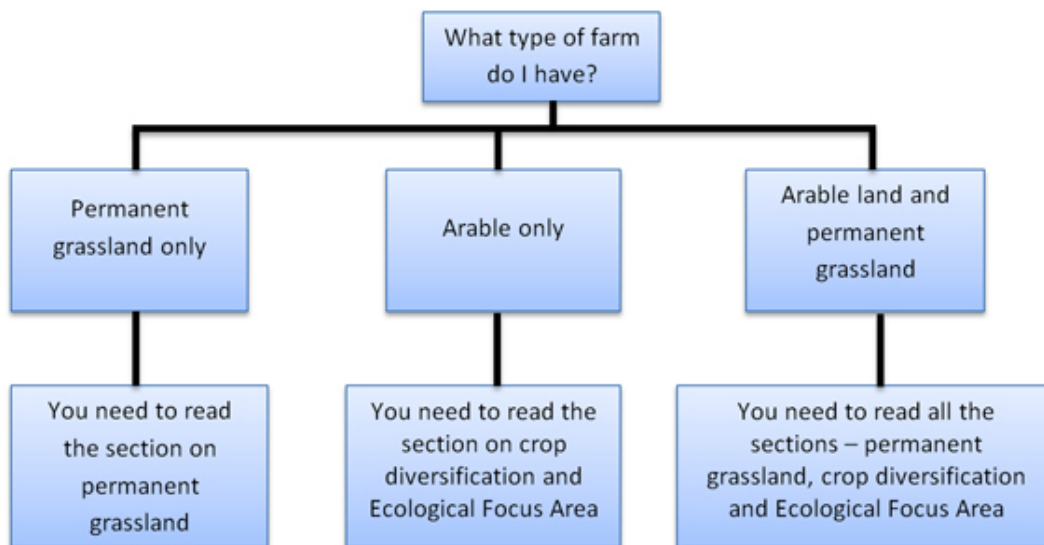 What type of farm
do I have?
Permanent
grassland only
Arable only
Arable land and
permanent
grassland
You need to read
the section on
permanent
grassland
You need to read the
section on crop
diversification and
Ecological Focus Area
You need to read all the
sections – permanent
grassland, crop diversification
and Ecological Focus Area